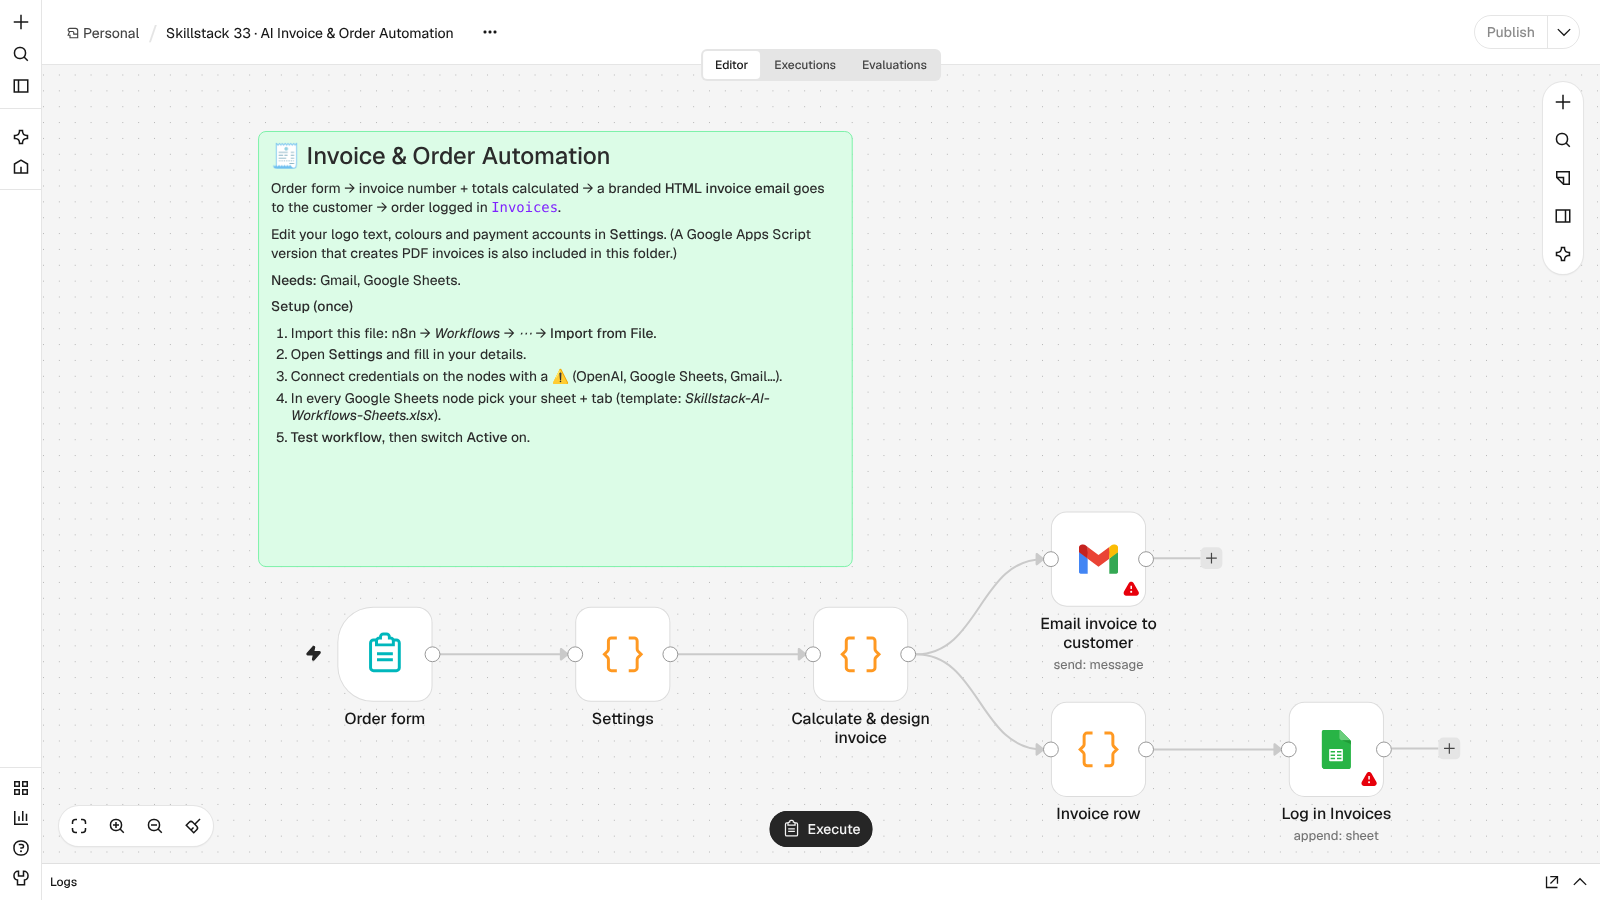 Personal / Skillstack 33 · AI Invoice & Order Automation
Publish
Editor
Executions
Evaluations
🧾 Invoice & Order Automation
Order form → invoice number + totals calculated → a branded HTML invoice email goes
to the customer → order logged in Invoices.
Edit your logo text, colours and payment accounts in Settings. (A Google Apps Script
version that creates PDF invoices is also included in this folder.)
Needs: Gmail, Google Sheets.
Setup (once)
1. Import this file: n8n → Workflows → ⋯ → Import from File.
2. Open Settings and fill in your details.
3. Connect credentials on the nodes with a ⚠️ (OpenAI, Google Sheets, Gmail…).
4. In every Google Sheets node pick your sheet + tab (template: Skillstack-AI-
Workflows-Sheets.xlsx).
5. Test workflow, then switch Active on.
Email invoice to
customer
send: message
Order form
Settings
Calculate & design
invoice
Invoice row
Log in Invoices
append: sheet
Execute
Logs